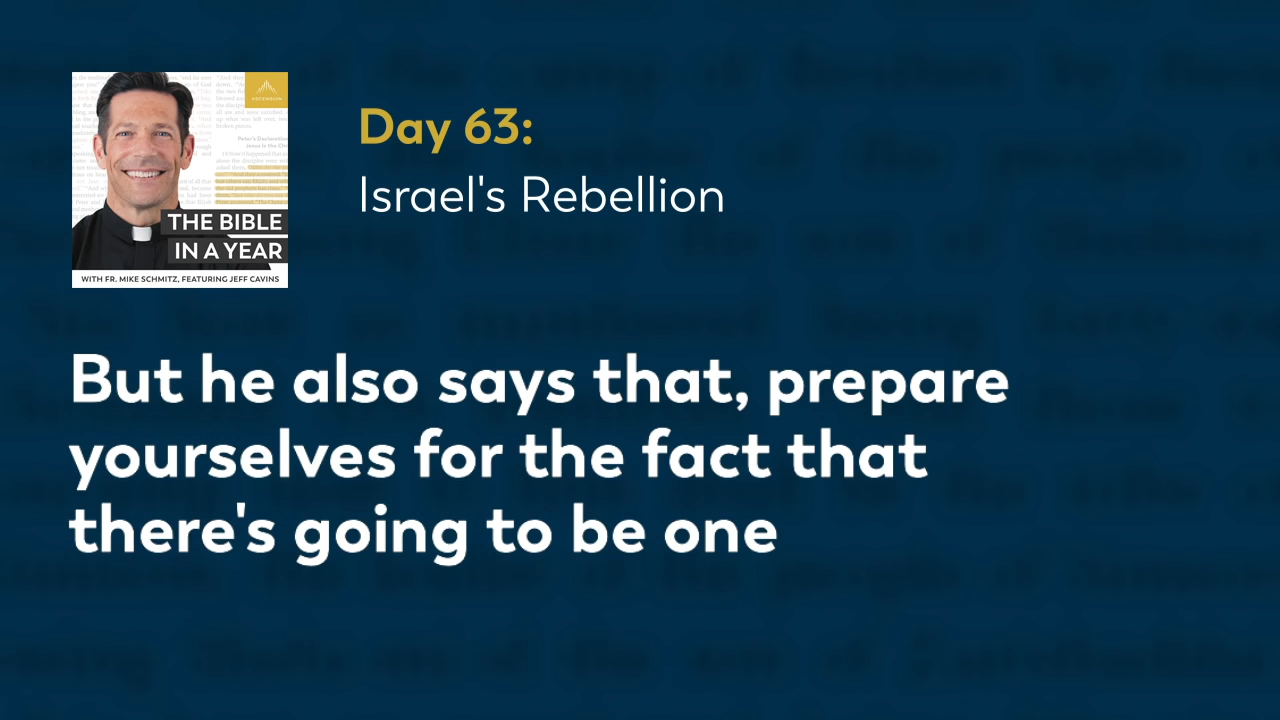 ASCENSION
THE BIBLE
IN A YEAR
WITH FR. MIKE SCHMITZ, FEATURING JEFF CAVINS
Day 63:
Israel's Rebellion
But he also says that, prepare
yourselves for the fact that
there's going to be one